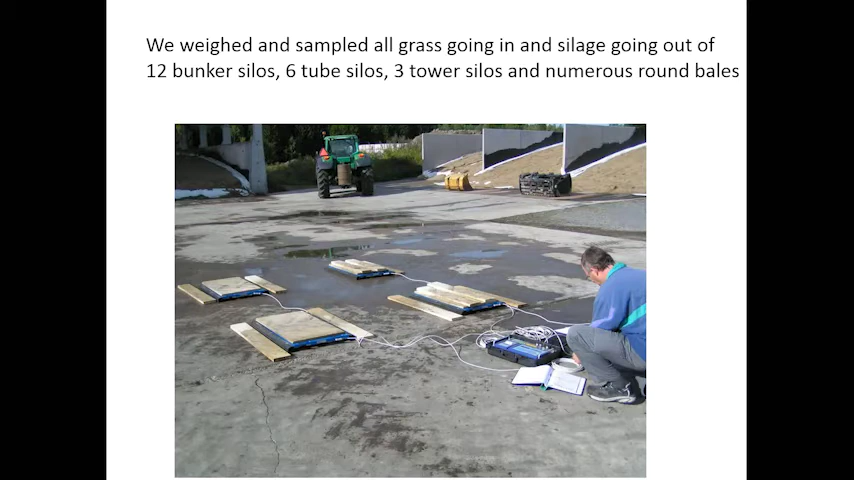 We weighed and sampled all grass going in and silage going out of
12 bunker silos, 6 tube silos, 3 tower silos and numerous round bales